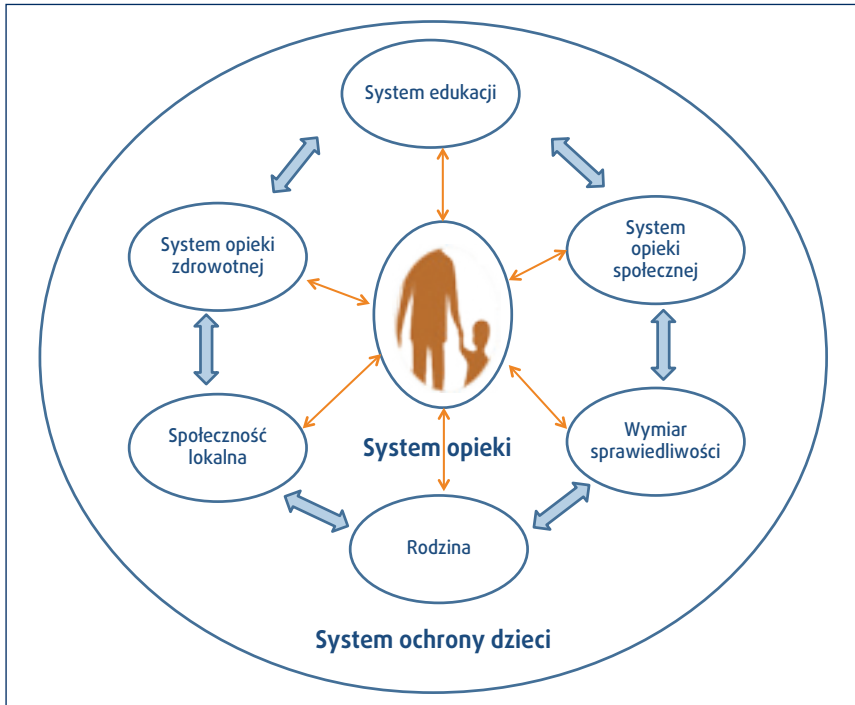 System edukacji
System opieki
zdrowotnej
System
opieki
społecznej
Społeczność
lokalna
Wymiar
sprawiedliwości
System opieki
Rodzina
System ochrony dzieci